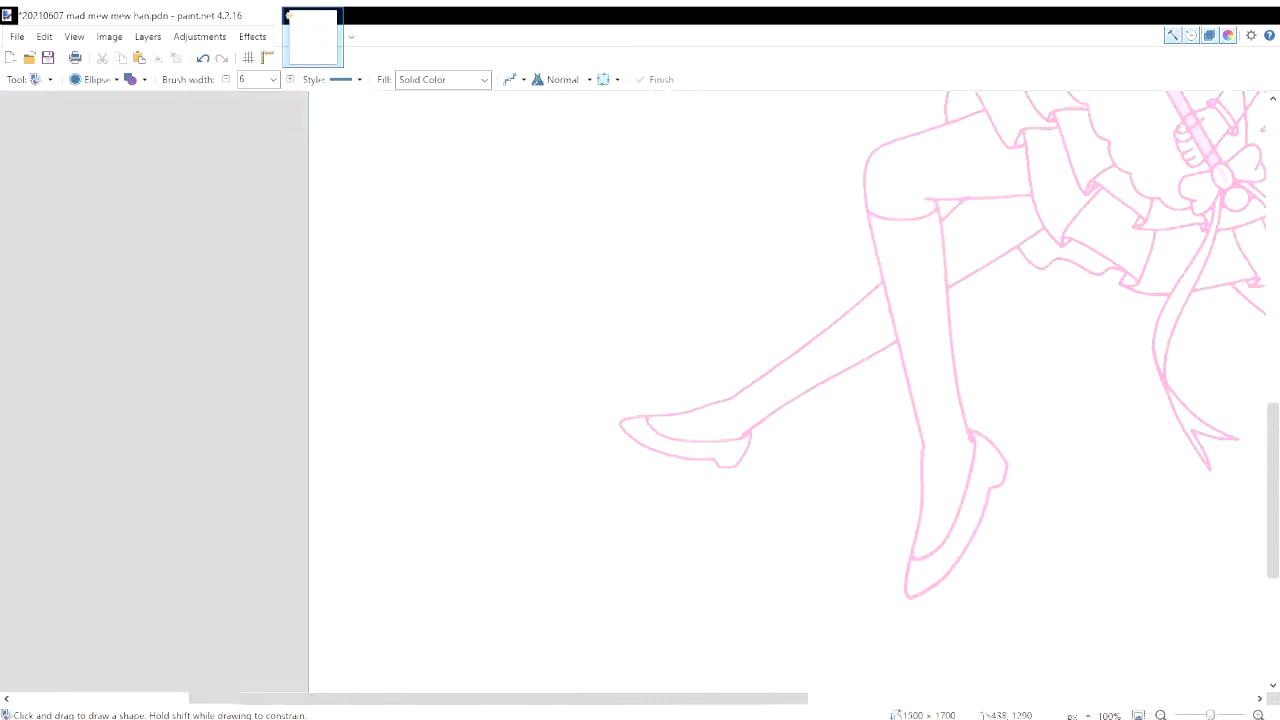 *20210607 mad mew mew han.pdn - paint.net 4.2.16
File Edit View Image Layers Adjustments Effects
Tool: Ellipse Brush width: 6 Style: Fill: Solid Color Normal Finish
Click and drag to draw a shape. Hold shift while drawing to constrain. 1500 × 1700 438, 1290 px 100%